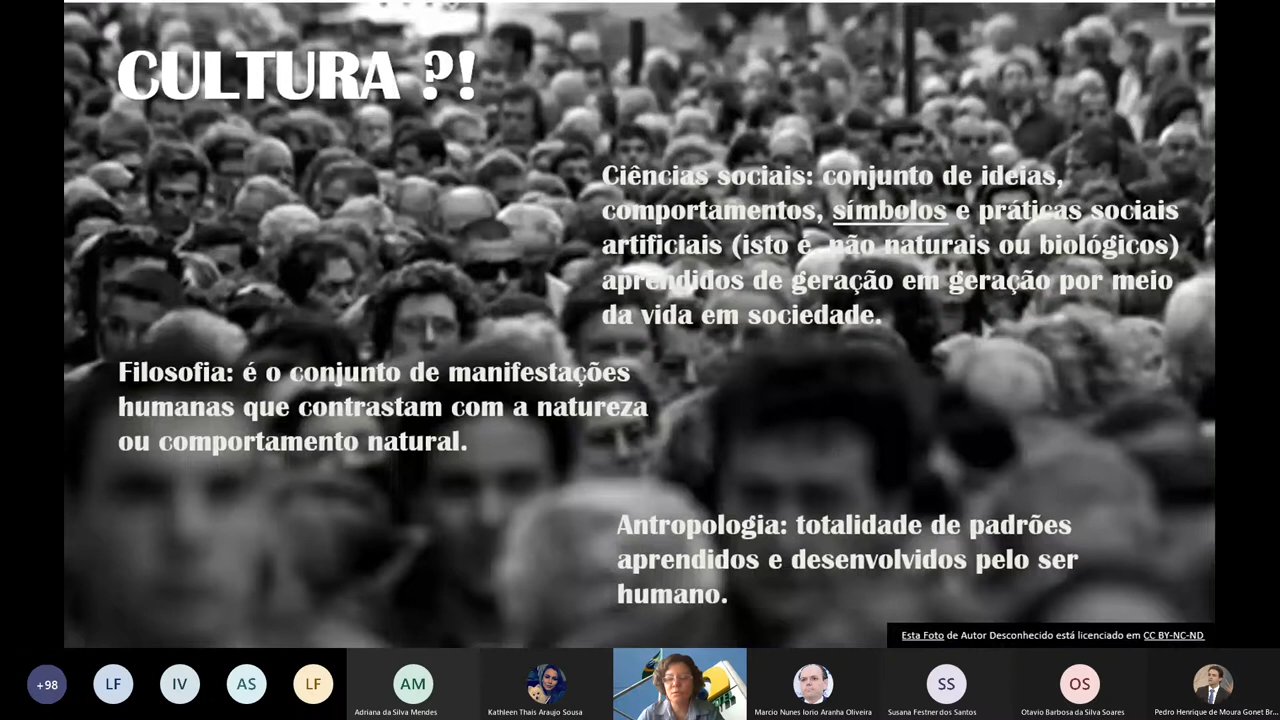 CULTURA ?!
Ciências sociais: conjunto de ideias,
comportamentos, símbolos e práticas sociais
artificiais (isto é não naturais ou biológicos)
aprendidos de geração em geração por meio
da vida em sociedade.
Filosofia: é o conjunto de manifestações
humanas que contrastam com a natureza
ou comportamento natural.
Antropologia: totalidade de padrões
aprendidos e desenvolvidos pelo ser
humano.
Esta Foto de Autor Desconhecido está licenciado em CC BY-NC-ND
+98
LF
IV
AS
LF
AM
SS
OS
Adriana da Silva Mendes
Kathleen Thais Araujo Sousa
Marcio Nunes Iorio Aranha Oliveira
Susana Festner dos Santos
Otavio Barbosa da Silva Soares
Pedro Henrique de Moura Gonet Br...